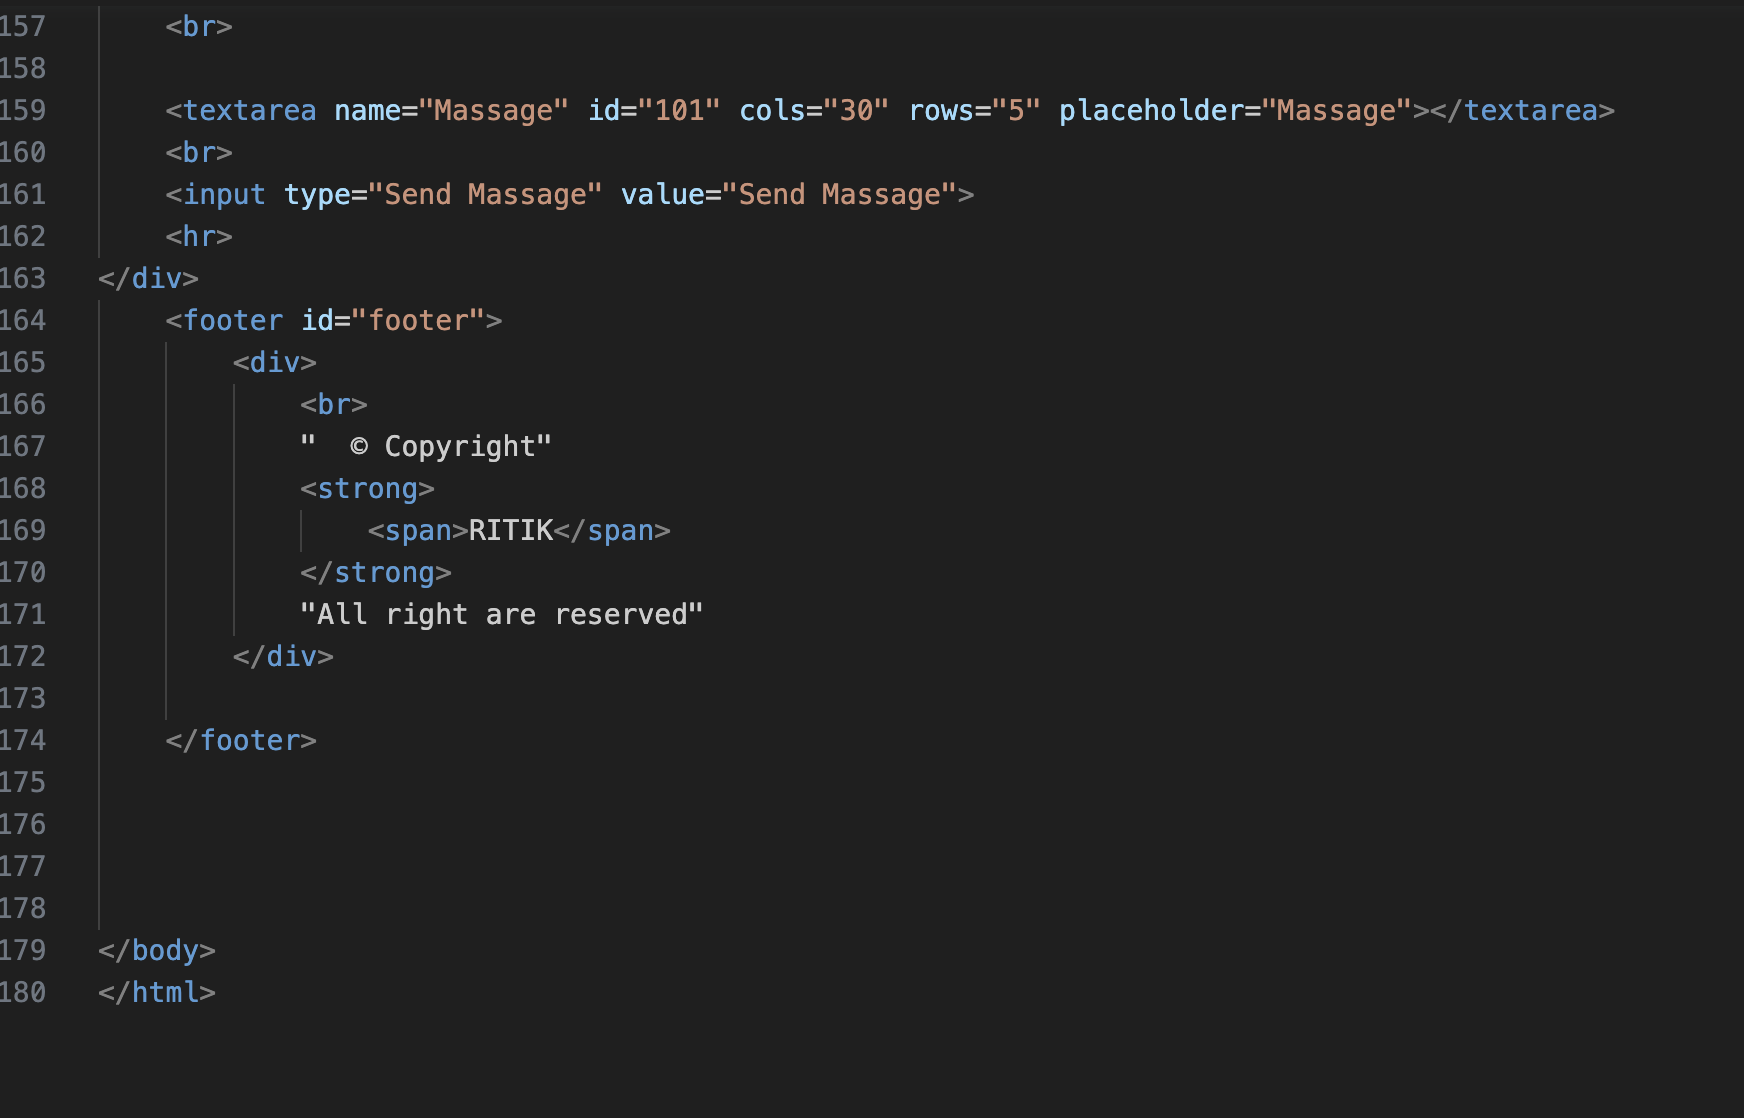 157 <br>
158
159 <textarea name="Massage" id="101" cols="30" rows="5" placeholder="Massage"></textarea>
160 <br>
161 <input type="Send Massage" value="Send Massage">
162 <hr>
163 </div>
164 <footer id="footer">
165 <div>
166 <br>
167 "  © Copyright"
168 <strong>
169 <span>RITIK</span>
170 </strong>
171 "All right are reserved"
172 </div>
173
174 </footer>
175
176
177
178
179 </body>
180 </html>